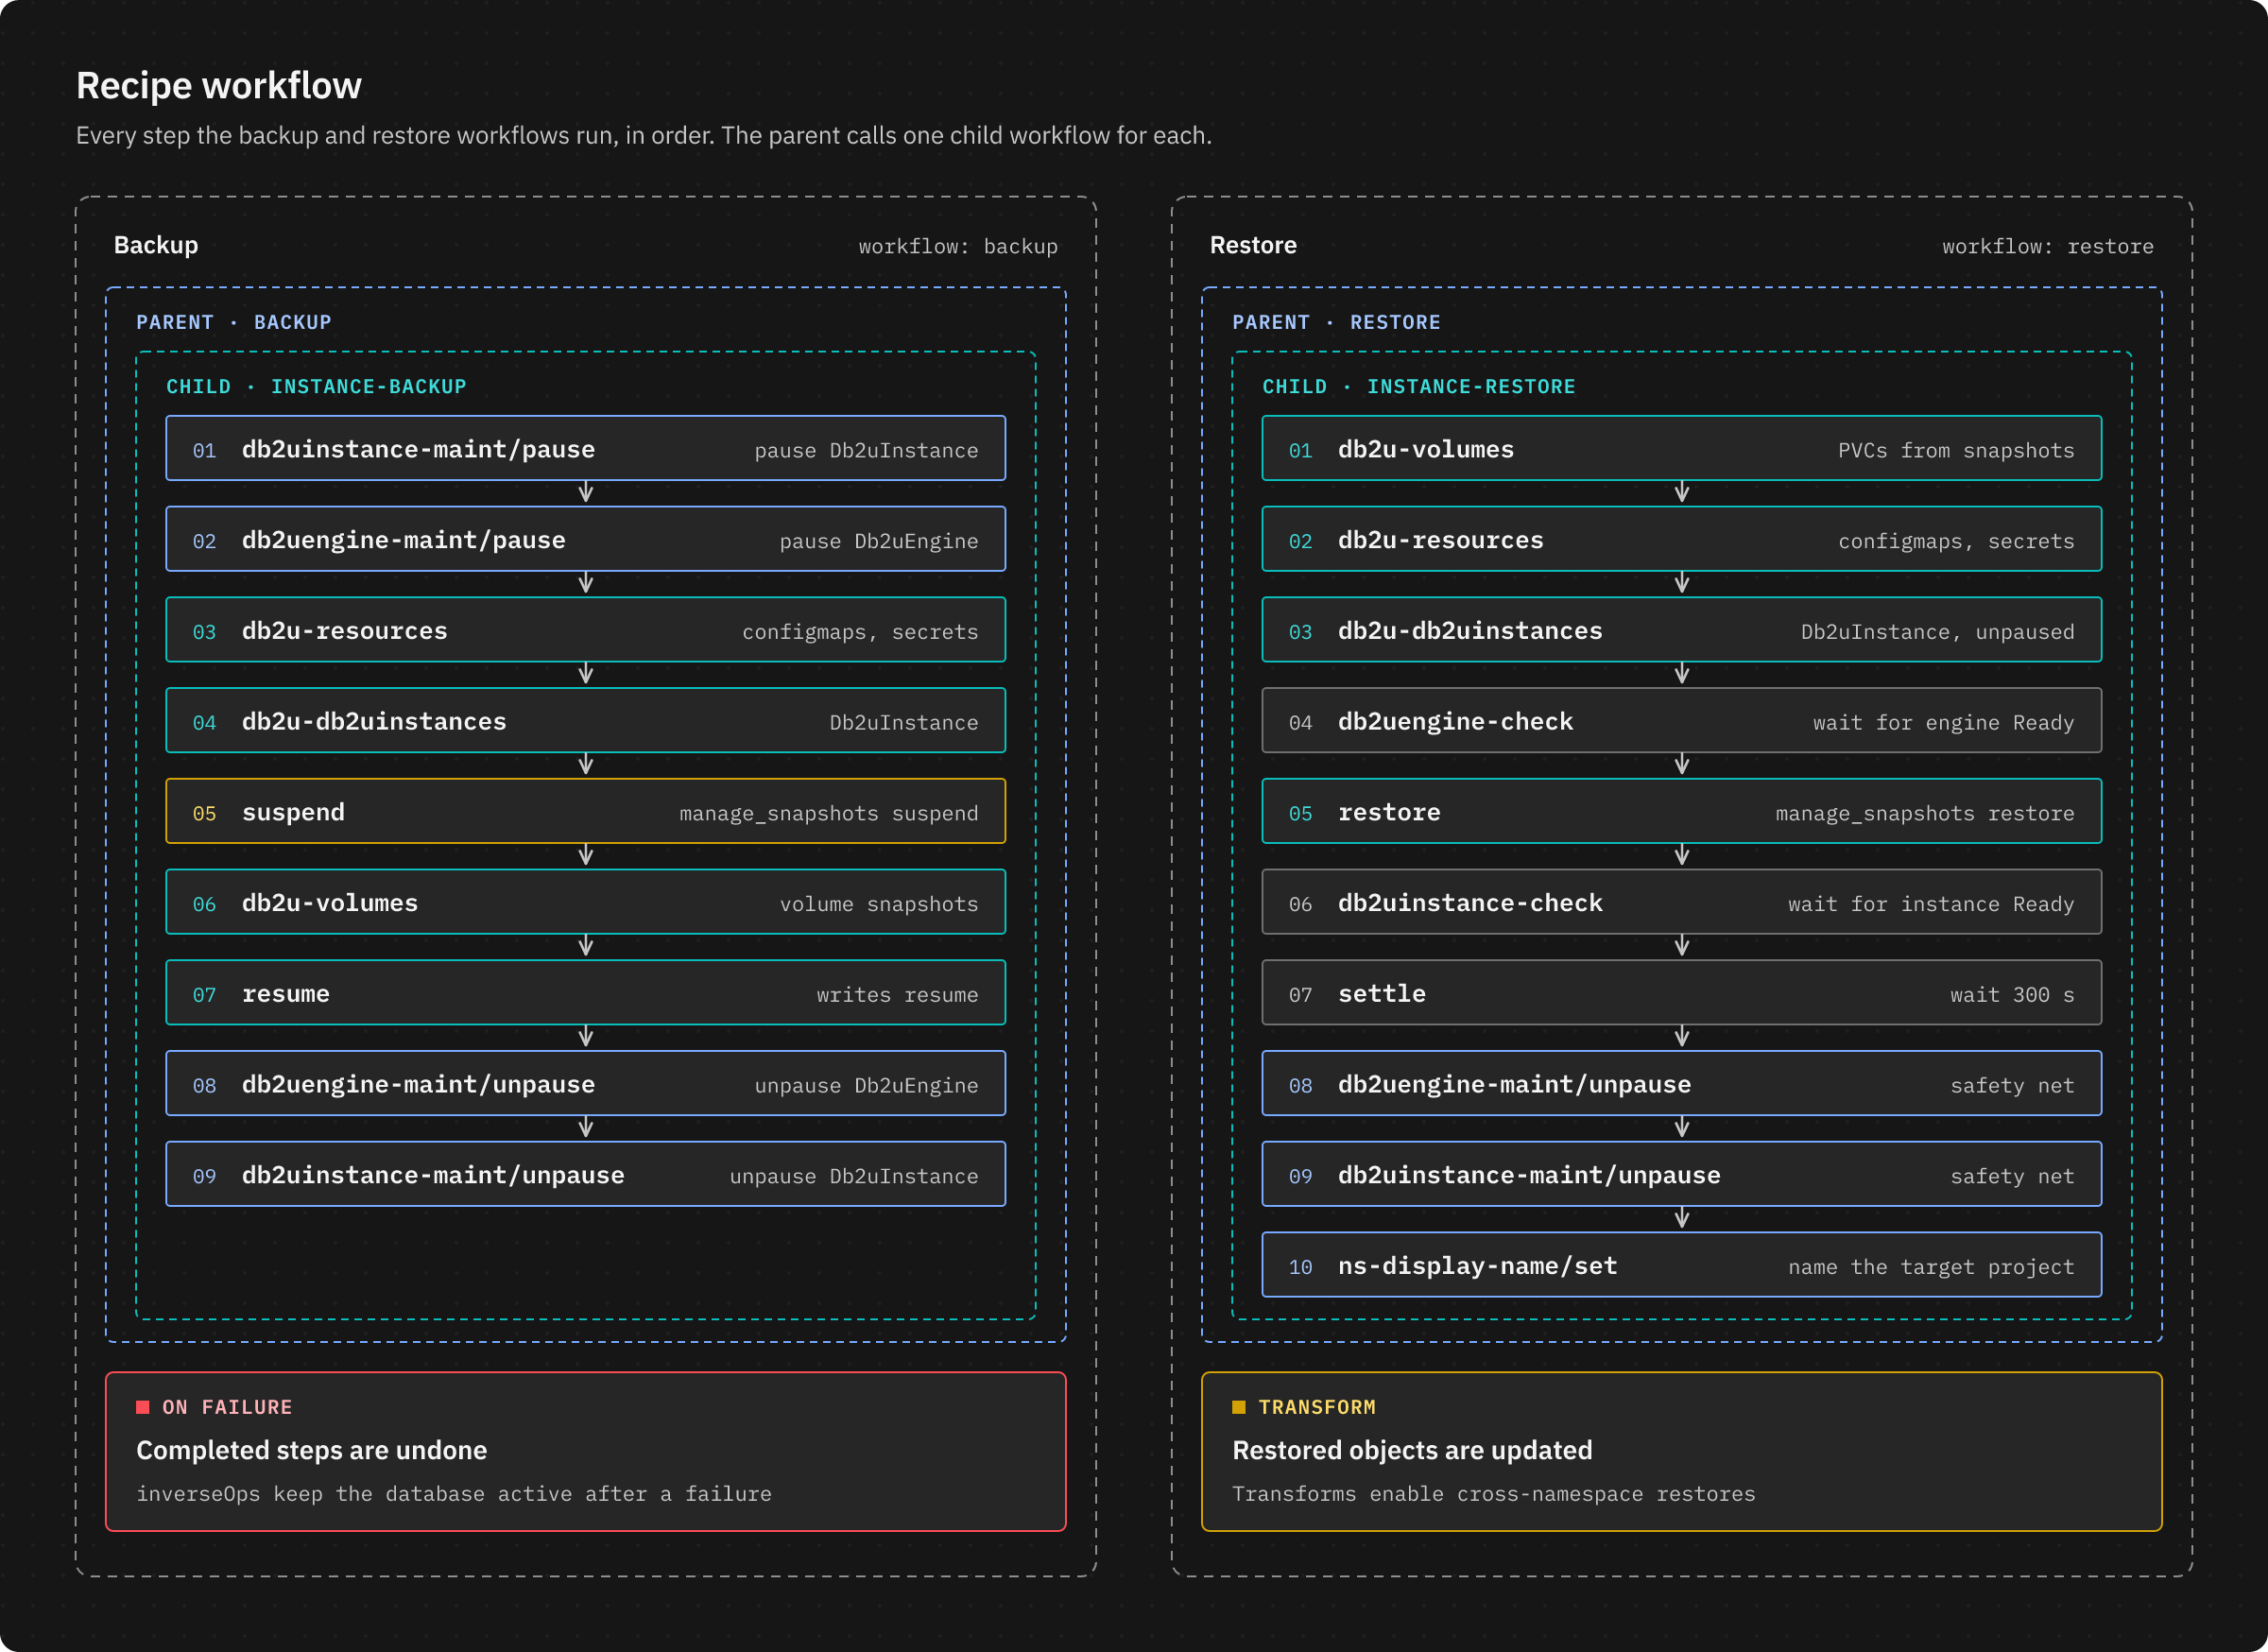 Recipe workflow
Every step the backup and restore workflows run, in order. The parent calls one child workflow for each.
Backup
workflow: backup
PARENT · BACKUP
CHILD · INSTANCE-BACKUP
01 db2uinstance-maint/pause pause Db2uInstance
02 db2uengine-maint/pause pause Db2uEngine
03 db2u-resources configmaps, secrets
04 db2u-db2uinstances Db2uInstance
05 suspend manage_snapshots suspend
06 db2u-volumes volume snapshots
07 resume writes resume
08 db2uengine-maint/unpause unpause Db2uEngine
09 db2uinstance-maint/unpause unpause Db2uInstance
ON FAILURE
Completed steps are undone
inverseOps keep the database active after a failure
Restore
workflow: restore
PARENT · RESTORE
CHILD · INSTANCE-RESTORE
01 db2u-volumes PVCs from snapshots
02 db2u-resources configmaps, secrets
03 db2u-db2uinstances Db2uInstance, unpaused
04 db2uengine-check wait for engine Ready
05 restore manage_snapshots restore
06 db2uinstance-check wait for instance Ready
07 settle wait 300 s
08 db2uengine-maint/unpause safety net
09 db2uinstance-maint/unpause safety net
10 ns-display-name/set name the target project
TRANSFORM
Restored objects are updated
Transforms enable cross-namespace restores